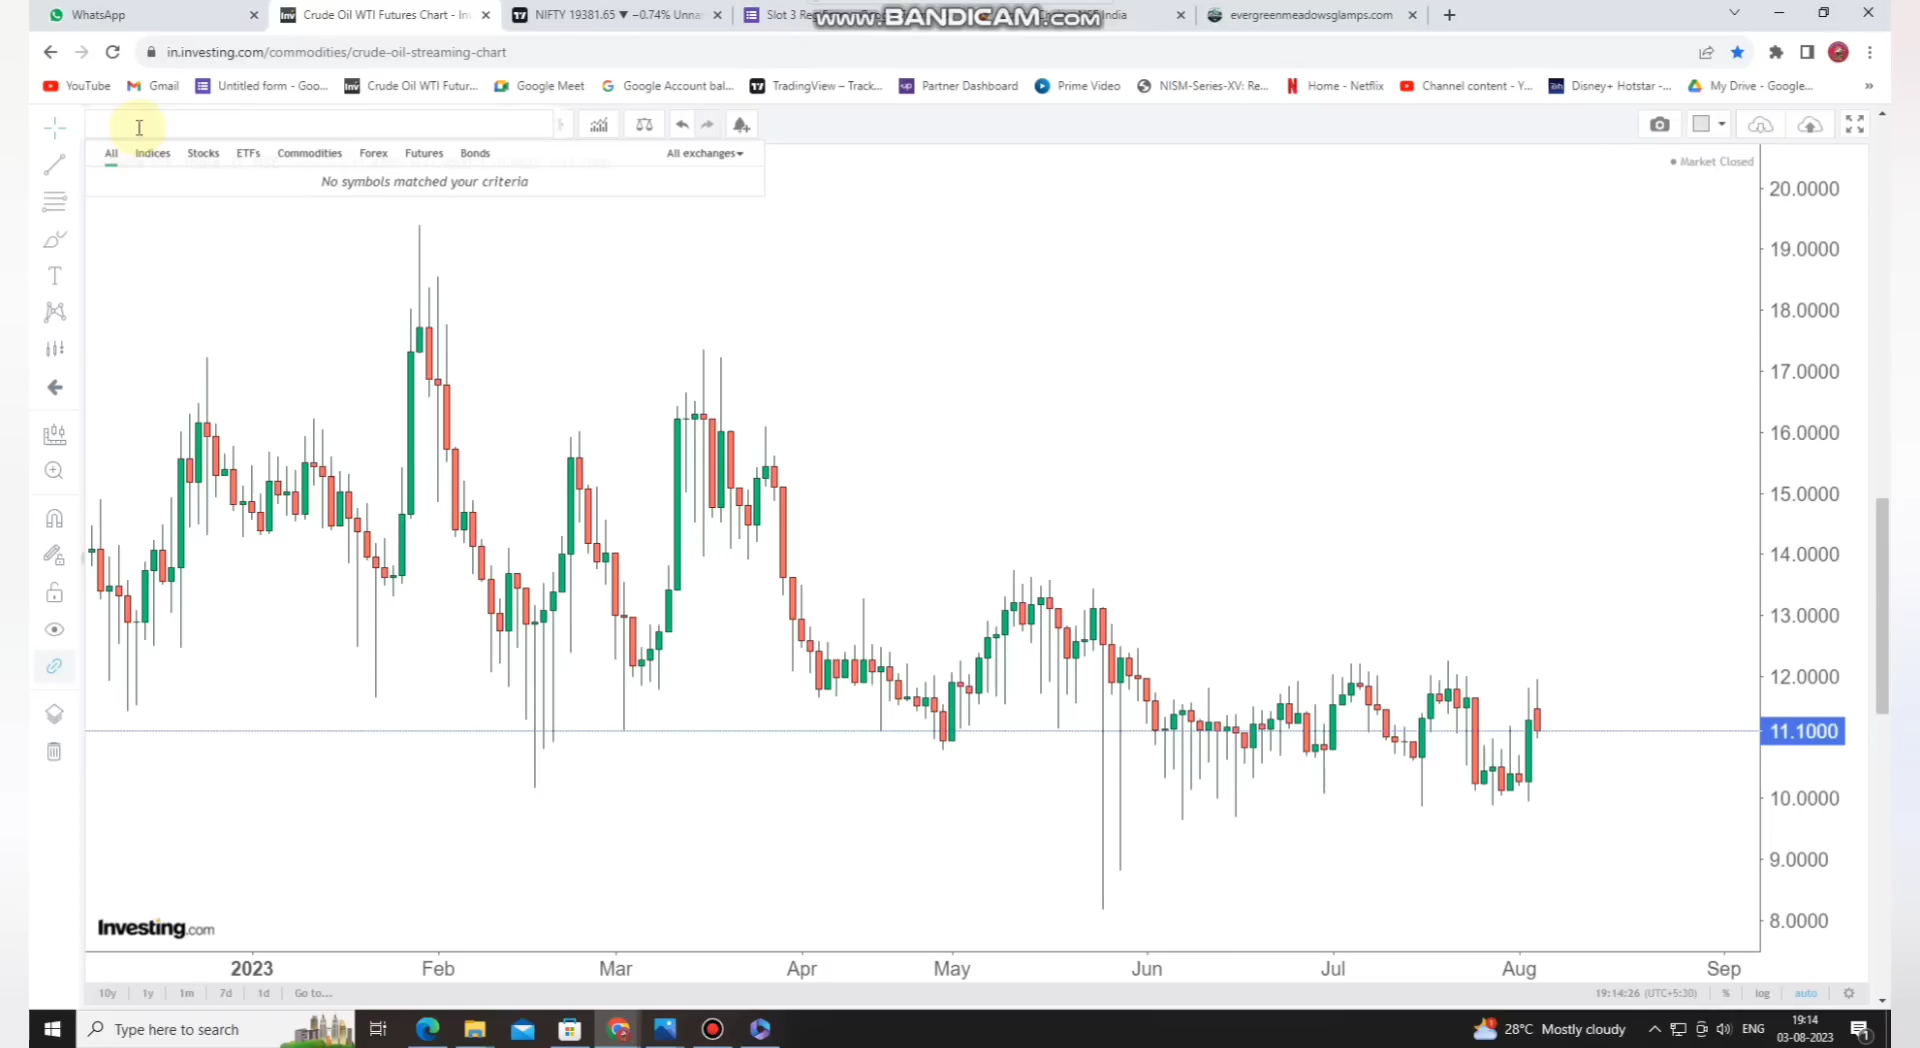 WhatsApp
Crude Oil WTI Futures Chart - In
NIFTY 19381.65 ▼ −0.74% Unna
Slot 3 Re
www.BANDICAM.com
India
evergreenmeadowsglamps.com
in.investing.com/commodities/crude-oil-streaming-chart
YouTube
Gmail
Untitled form - Goo...
Crude Oil WTI Futur...
Google Meet
Google Account bal...
TradingView – Track...
Partner Dashboard
Prime Video
NISM-Series-XV: Re...
Home - Netflix
Channel content - Y...
Disney+ Hotstar -...
My Drive - Google...
All Indices Stocks ETFs Commodities Forex Futures Bonds All exchanges
No symbols matched your criteria
Market Closed
20.0000
19.0000
18.0000
17.0000
16.0000
15.0000
14.0000
13.0000
12.0000
11.1000
10.0000
9.0000
8.0000
Investing.com
2023 Feb Mar Apr May Jun Jul Aug Sep
10y 1y 1m 7d 1d Go to...
19:14:26 (UTC+5:30) % log auto
Type here to search
28°C Mostly cloudy
ENG
19:14
03-08-2023
1